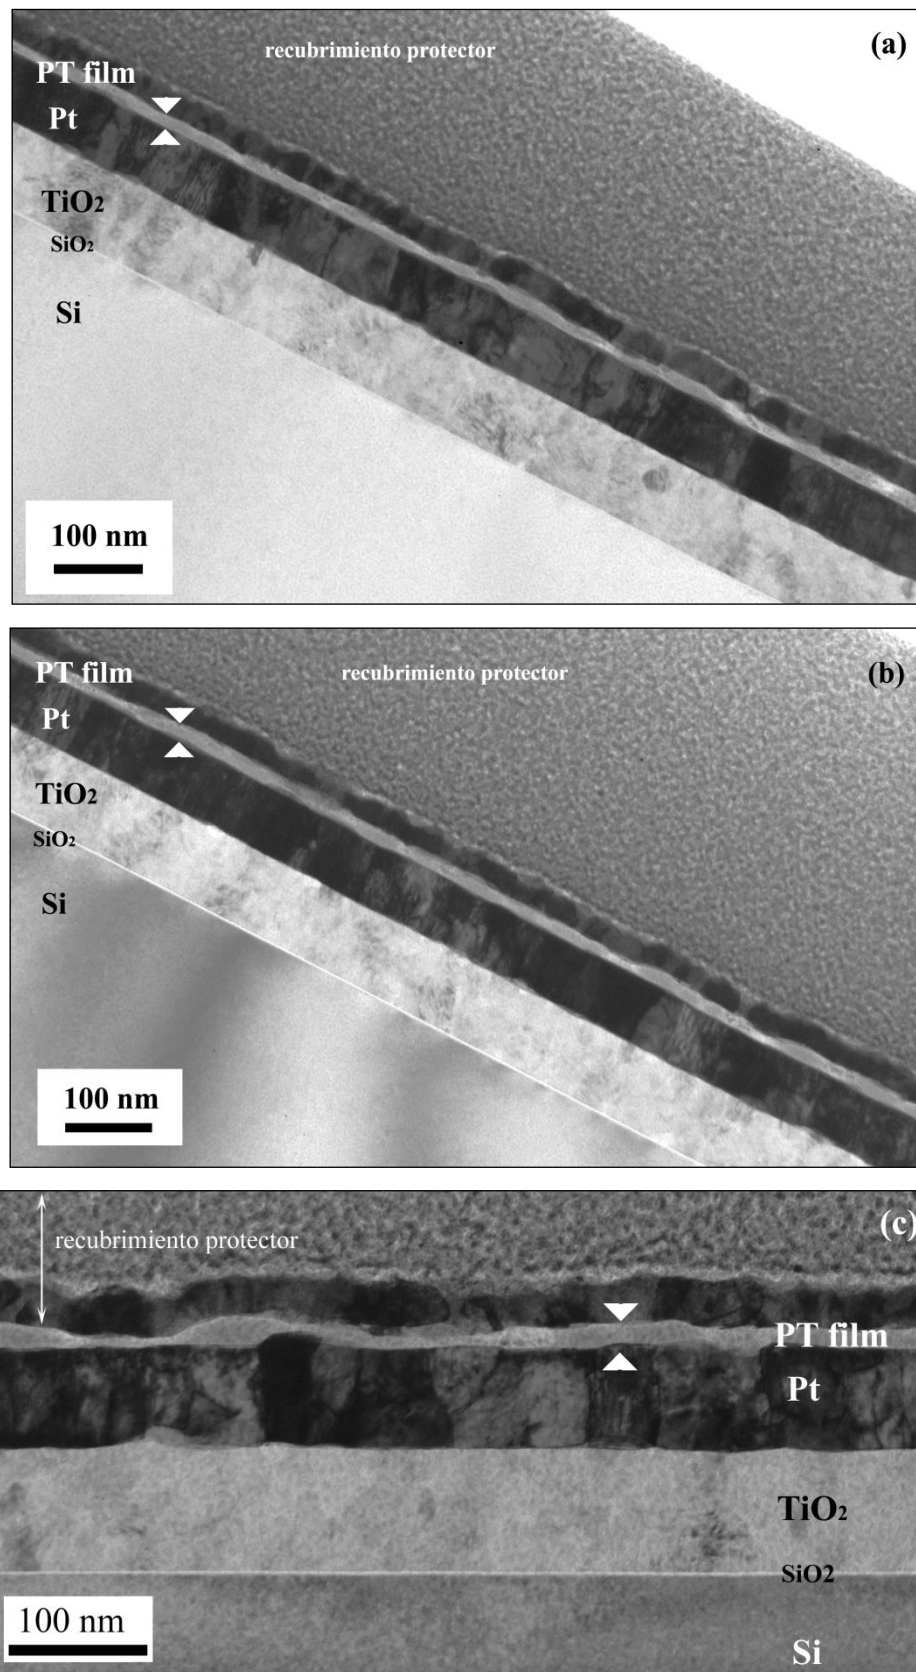 recubrimiento protector
(a)
PT film
Pt
TiO₂
SiO₂
Si
100 nm
recubrimiento protector
(b)
PT film
Pt
TiO₂
SiO₂
Si
100 nm
(c)
recubrimiento protector
PT film
Pt
TiO₂
SiO2
100 nm
Si